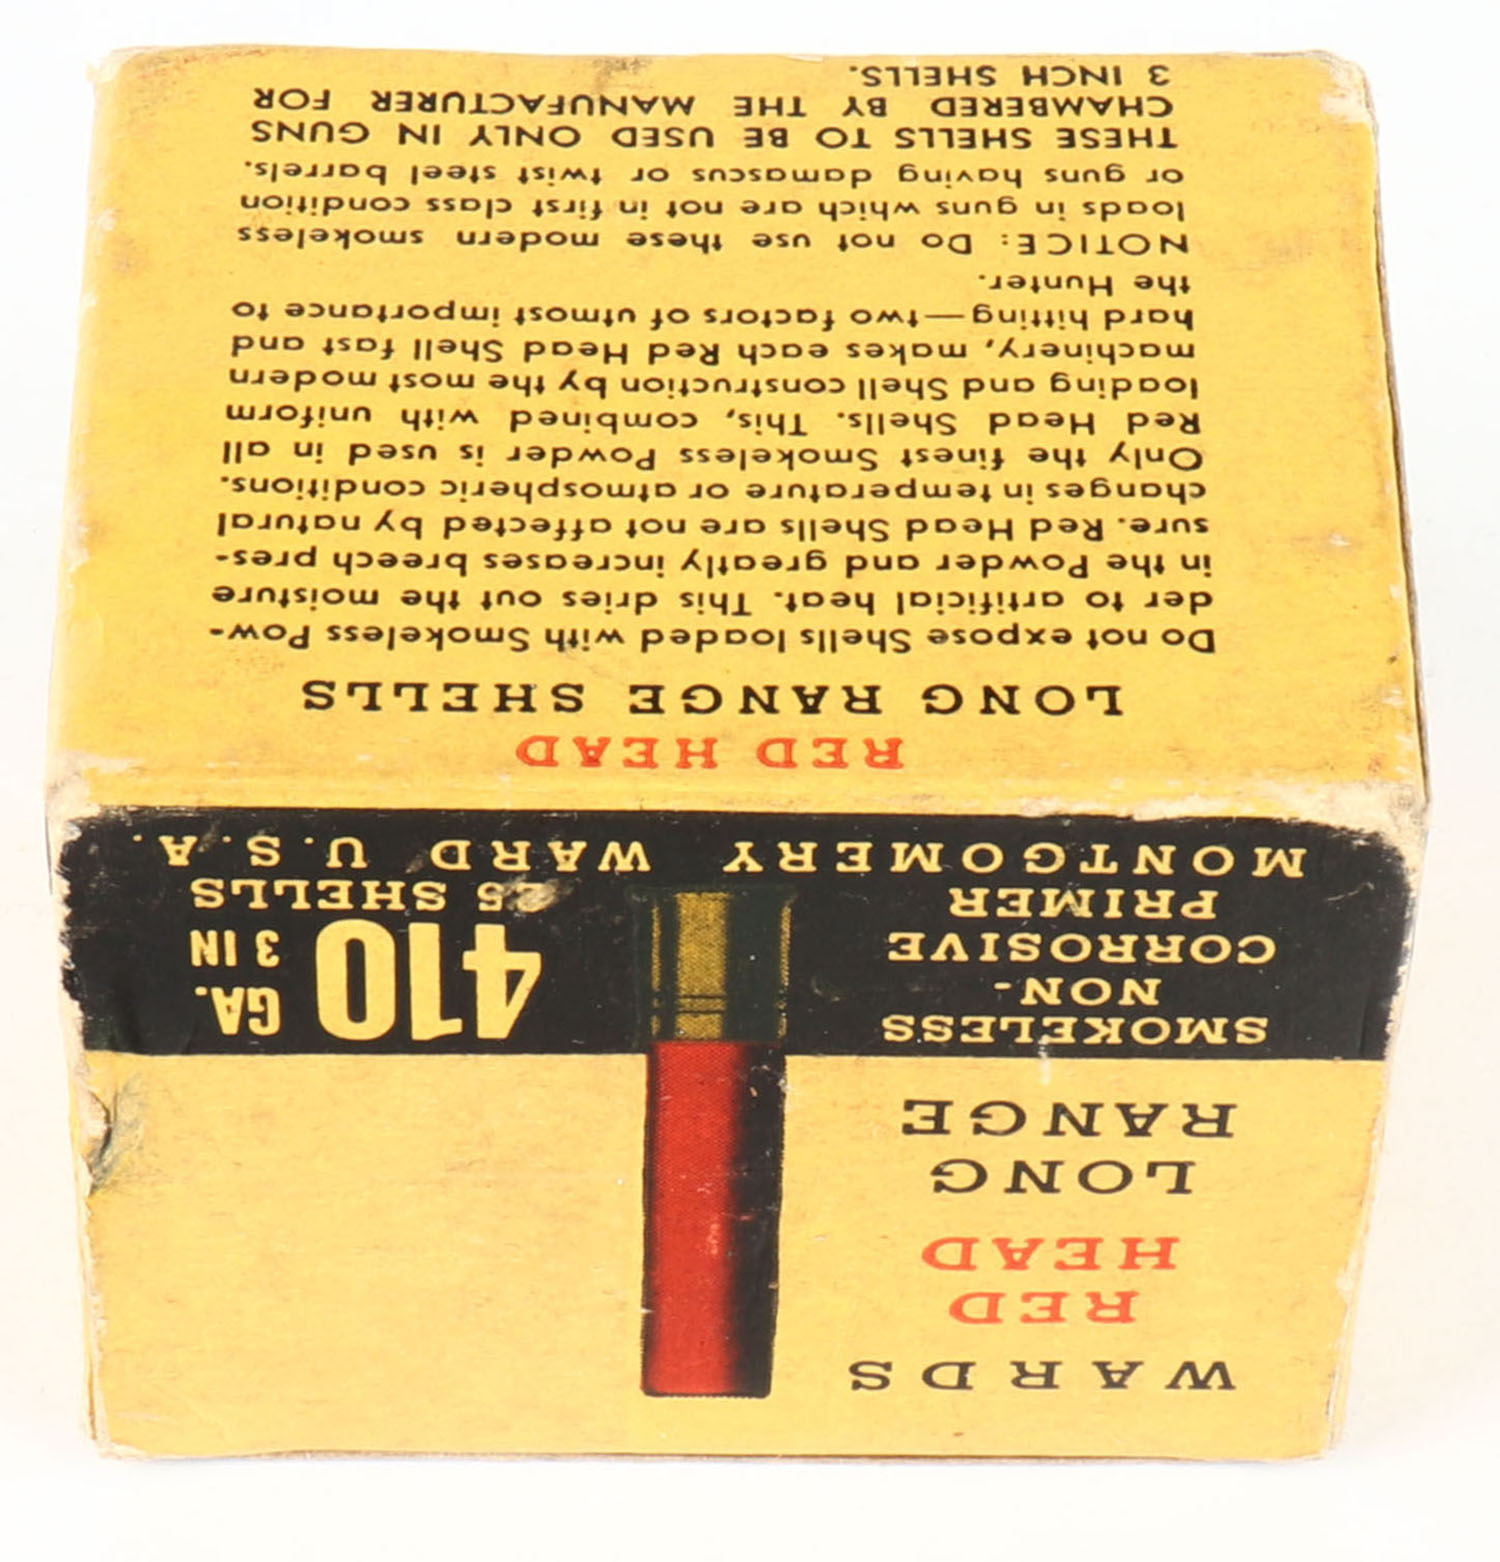 WARDS
RED
HEAD
LONG
RANGE
SMOKELESS
NON-
CORROSIVE
PRIMER
410 GA.
3 IN
25 SHELLS
MONTGOMERY WARD U.S.A.
RED HEAD
LONG RANGE SHELLS
Do not expose Shells loaded with Smokeless Pow-
der to artificial heat. This dries out the moisture
in the Powder and greatly increases breech pres-
sure. Red Head Shells are not affected by natural
changes in temperature or atmospheric conditions.
Only the finest Smokeless Powder is used in all
Red Head Shells. This, combined with uniform
loading and Shell construction by the most modern
machinery, makes each Red Head Shell fast and
hard hitting—two factors of utmost importance to
the Hunter.
NOTICE: Do not use these modern smokeless
loads in guns which are not in first class condition
or guns having damascus or twist steel barrels.
THESE SHELLS TO BE USED ONLY IN GUNS
CHAMBERED BY THE MANUFACTURER FOR
3 INCH SHELLS.